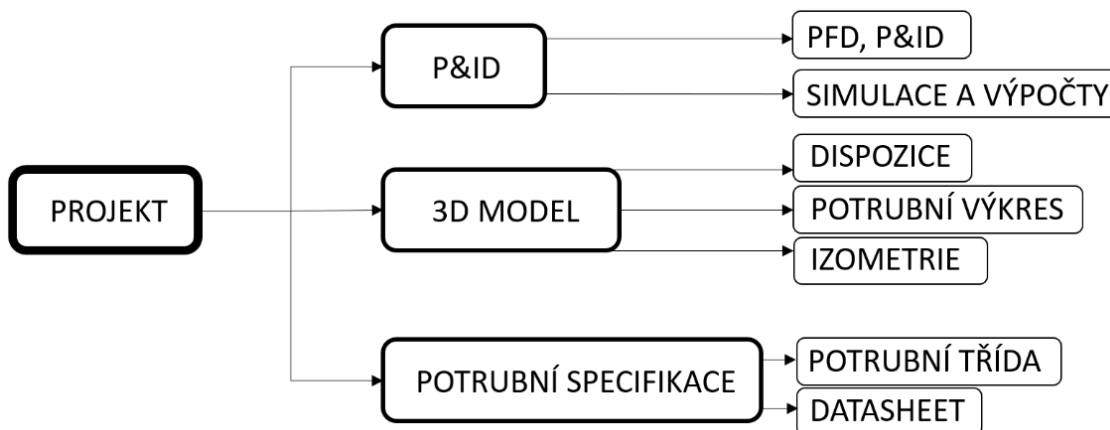 PROJEKT
P&ID
PFD, P&ID
SIMULACE A VÝPOČTY
3D MODEL
DISPOZICE
POTRUBNÍ VÝKRES
IZOMETRIE
POTRUBNÍ SPECIFIKACE
POTRUBNÍ TŘÍDA
DATASHEET